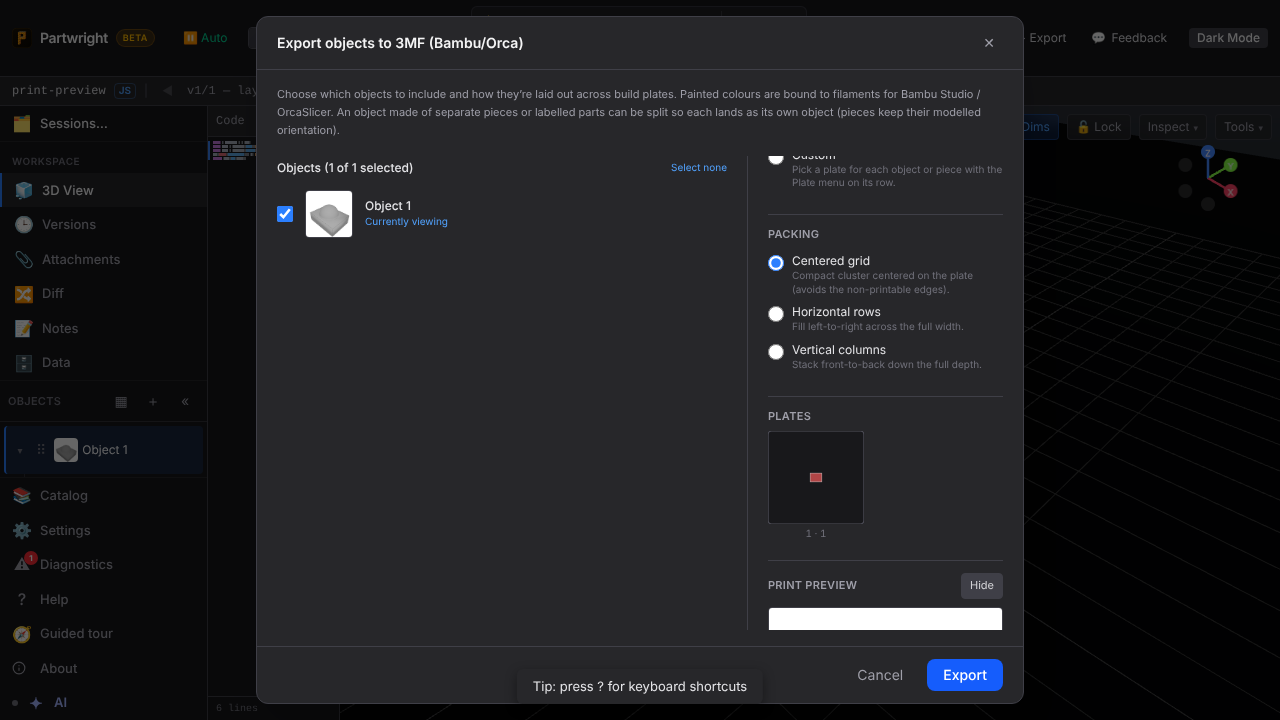 Partwright BETA
Auto
Export
Feedback
Dark Mode
print-preview JS
v1/1 — lay
Sessions...
Code
Dims
Lock
Inspect
Tools
WORKSPACE
3D View
Versions
Attachments
Diff
Notes
Data
OBJECTS
Object 1
Catalog
Settings
Diagnostics
1
Help
Guided tour
About
AI
6 lines
Z
Y
X
Export objects to 3MF (Bambu/Orca)
Choose which objects to include and how they're laid out across build plates. Painted colours are bound to filaments for Bambu Studio /
OrcaSlicer. An object made of separate pieces or labelled parts can be split so each lands as its own object (pieces keep their modelled
orientation).
Objects (1 of 1 selected)
Select none
Object 1
Currently viewing
Custom
Pick a plate for each object or piece with the
Plate menu on its row.
PACKING
Centered grid
Compact cluster centered on the plate
(avoids the non-printable edges).
Horizontal rows
Fill left-to-right across the full width.
Vertical columns
Stack front-to-back down the full depth.
PLATES
1 · 1
PRINT PREVIEW
Hide
Cancel
Export
Tip: press ? for keyboard shortcuts